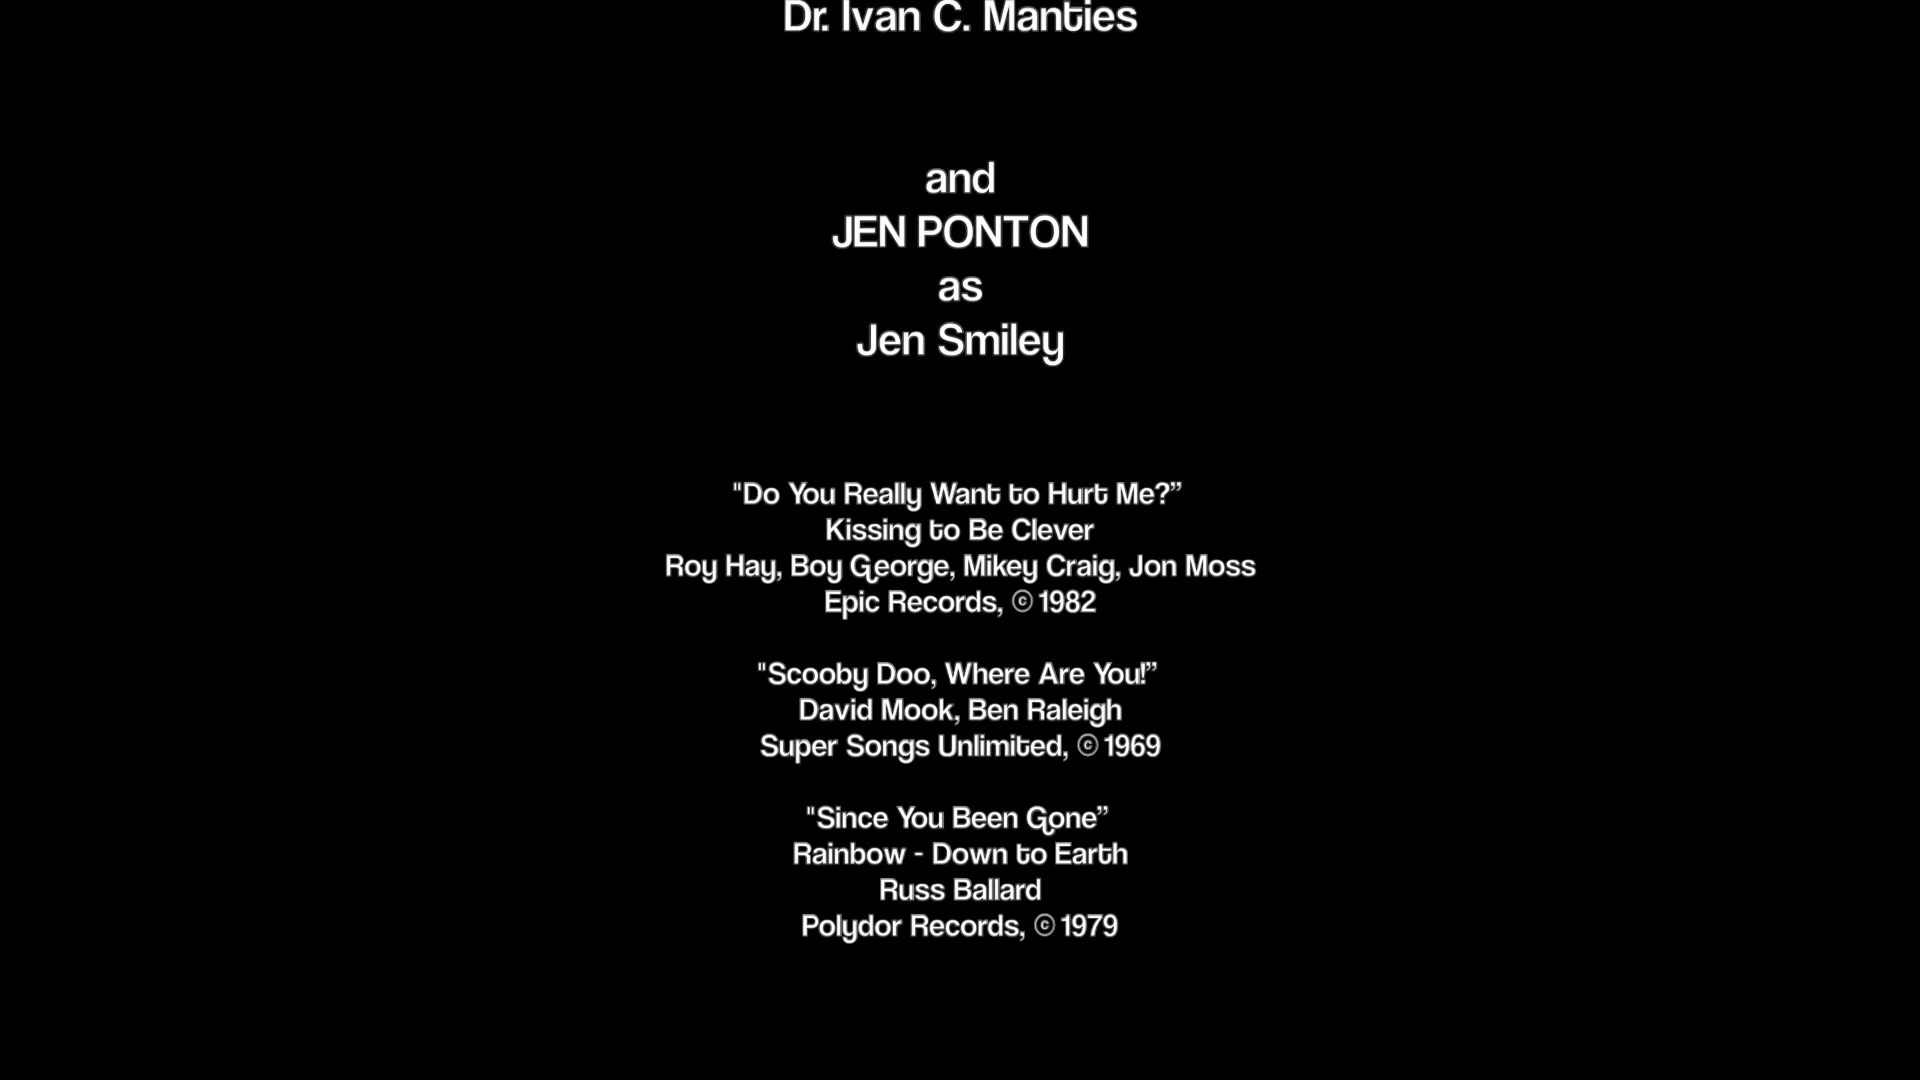 Dr. Ivan C. Manties
and
JEN PONTON
as
Jen Smiley
"Do You Really Want to Hurt Me?”
Kissing to Be Clever
Roy Hay, Boy George, Mikey Craig, Jon Moss
Epic Records, © 1982
"Scooby Doo, Where Are You!”
David Mook, Ben Raleigh
Super Songs Unlimited, © 1969
"Since You Been Gone”
Rainbow - Down to Earth
Russ Ballard
Polydor Records, © 1979